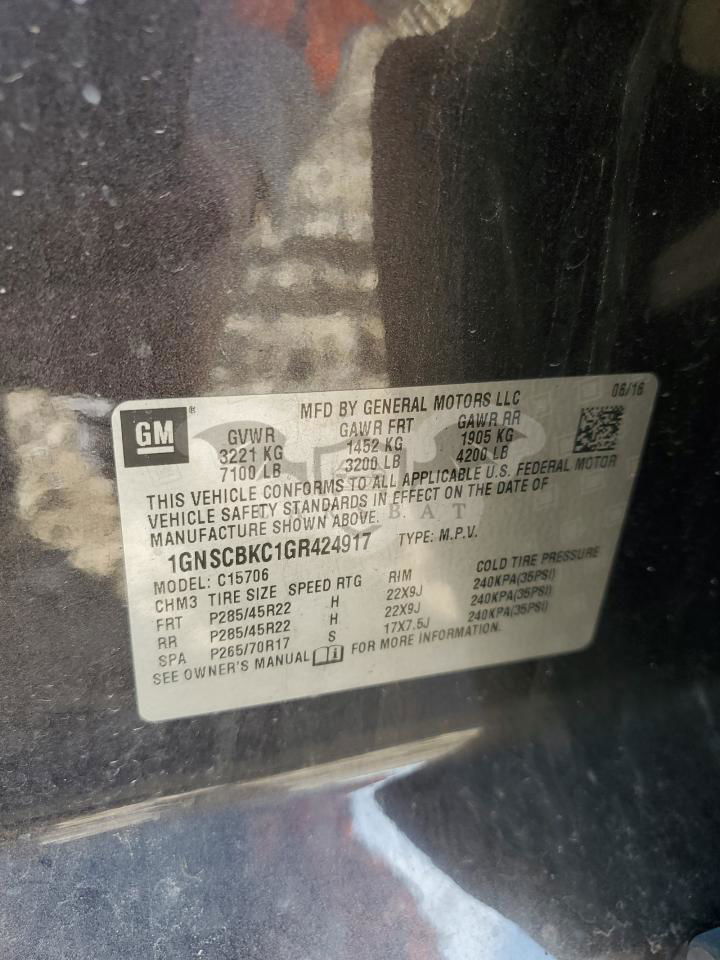 GM ®
MFD BY GENERAL MOTORS LLC 06/16
GVWR GAWR FRT GAWR RR
3221 KG 1452 KG 1905 KG
7100 LB 3200 LB 4200 LB
THIS VEHICLE CONFORMS TO ALL APPLICABLE U.S. FEDERAL MOTOR
VEHICLE SAFETY STANDARDS IN EFFECT ON THE DATE OF
MANUFACTURE SHOWN ABOVE.
1GNSCBKC1GR424917 TYPE: M.P.V.
MODEL: C15706
CHM3 TIRE SIZE SPEED RTG RIM COLD TIRE PRESSURE
FRT P285/45R22 H 22X9J 240KPA(35PSI)
RR P285/45R22 H 22X9J 240KPA(35PSI)
SPA P265/70R17 S 17X7.5J 240KPA(35PSI)
SEE OWNER'S MANUAL FOR MORE INFORMATION.